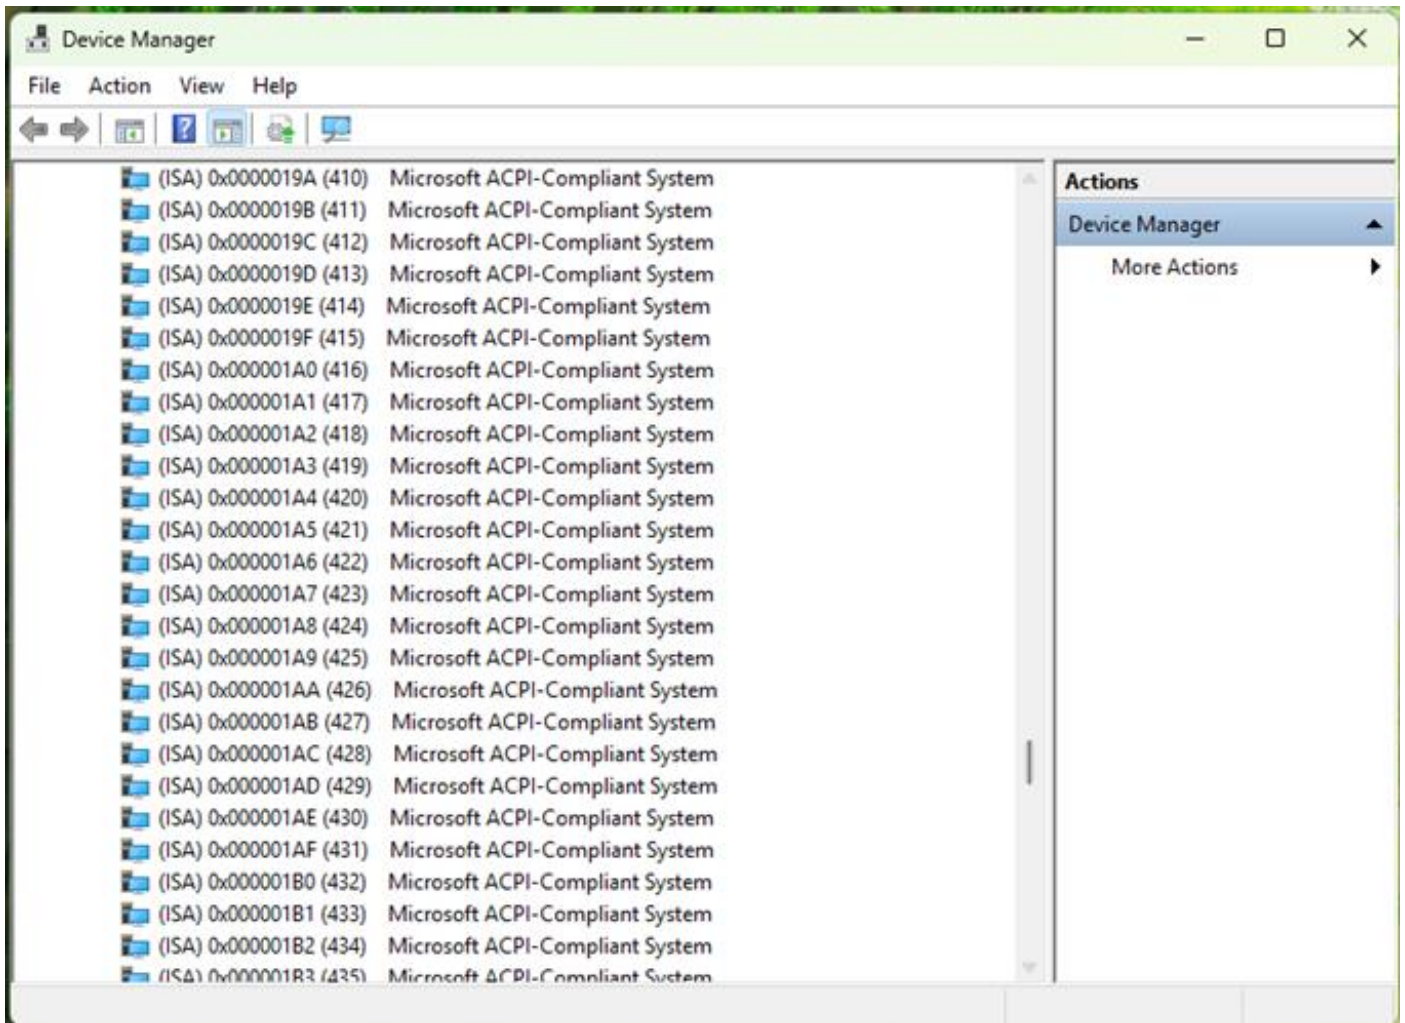 Device Manager
File Action View Help
(ISA) 0x0000019A (410) Microsoft ACPI-Compliant System
(ISA) 0x0000019B (411) Microsoft ACPI-Compliant System
(ISA) 0x0000019C (412) Microsoft ACPI-Compliant System
(ISA) 0x0000019D (413) Microsoft ACPI-Compliant System
(ISA) 0x0000019E (414) Microsoft ACPI-Compliant System
(ISA) 0x0000019F (415) Microsoft ACPI-Compliant System
(ISA) 0x000001A0 (416) Microsoft ACPI-Compliant System
(ISA) 0x000001A1 (417) Microsoft ACPI-Compliant System
(ISA) 0x000001A2 (418) Microsoft ACPI-Compliant System
(ISA) 0x000001A3 (419) Microsoft ACPI-Compliant System
(ISA) 0x000001A4 (420) Microsoft ACPI-Compliant System
(ISA) 0x000001A5 (421) Microsoft ACPI-Compliant System
(ISA) 0x000001A6 (422) Microsoft ACPI-Compliant System
(ISA) 0x000001A7 (423) Microsoft ACPI-Compliant System
(ISA) 0x000001A8 (424) Microsoft ACPI-Compliant System
(ISA) 0x000001A9 (425) Microsoft ACPI-Compliant System
(ISA) 0x000001AA (426) Microsoft ACPI-Compliant System
(ISA) 0x000001AB (427) Microsoft ACPI-Compliant System
(ISA) 0x000001AC (428) Microsoft ACPI-Compliant System
(ISA) 0x000001AD (429) Microsoft ACPI-Compliant System
(ISA) 0x000001AE (430) Microsoft ACPI-Compliant System
(ISA) 0x000001AF (431) Microsoft ACPI-Compliant System
(ISA) 0x000001B0 (432) Microsoft ACPI-Compliant System
(ISA) 0x000001B1 (433) Microsoft ACPI-Compliant System
(ISA) 0x000001B2 (434) Microsoft ACPI-Compliant System
(ISA) 0x000001B3 (435) Microsoft ACPI-Compliant System
Actions
Device Manager
More Actions